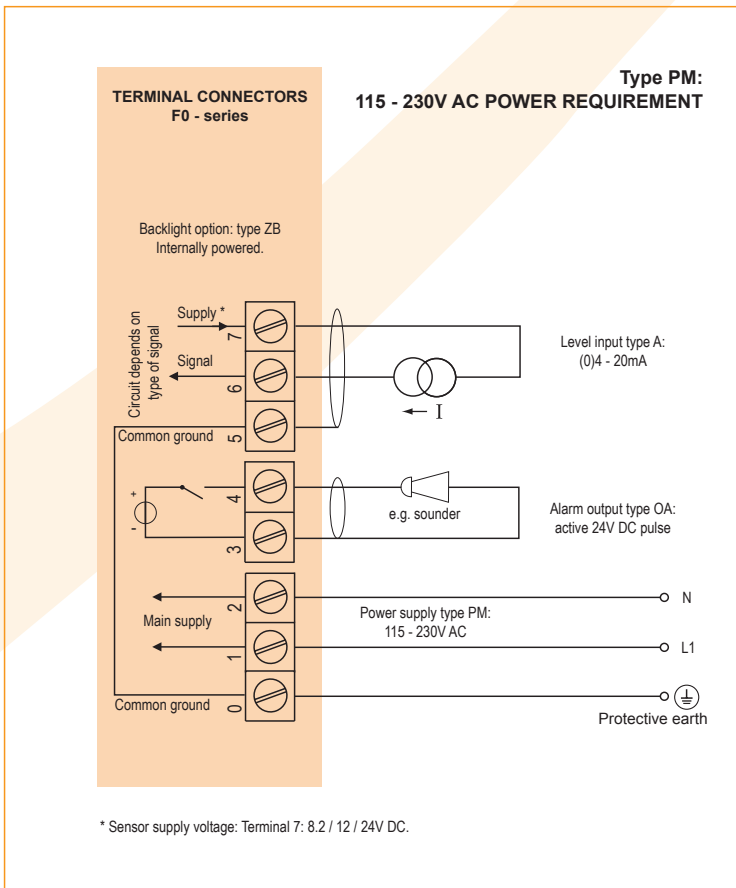 Type PM:
115 - 230V AC POWER REQUIREMENT
TERMINAL CONNECTORS
F0 - series
Backlight option: type ZB
Internally powered.
Circuit depends on
type of signal
Supply *
7
Signal
6
Common ground
5
I
Level input type A:
(0)4 - 20mA
+
-
4
3
e.g. sounder
Alarm output type OA:
active 24V DC pulse
2
Main supply
1
Power supply type PM:
115 - 230V AC
N
L1
Common ground
0
Protective earth
* Sensor supply voltage: Terminal 7: 8.2 / 12 / 24V DC.